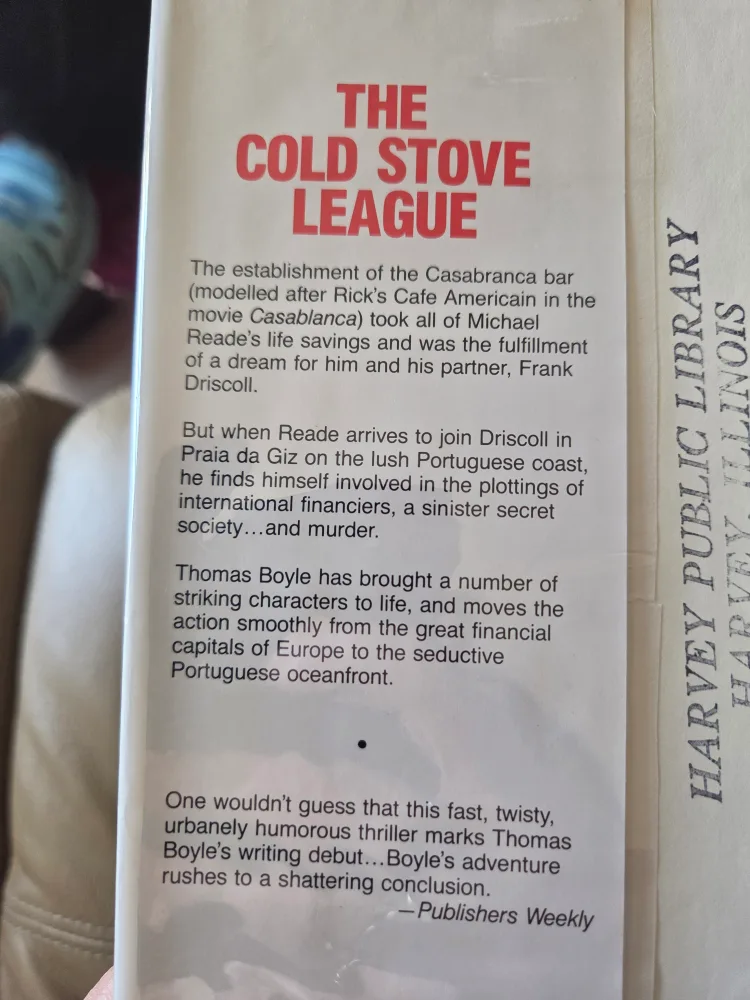 THE
COLD STOVE
LEAGUE
The establishment of the Casabranca bar
(modelled after Rick's Cafe Americain in the
movie Casablanca) took all of Michael
Reade's life savings and was the fulfillment
of a dream for him and his partner, Frank
Driscoll.
But when Reade arrives to join Driscoll in
Praia da Giz on the lush Portuguese coast,
he finds himself involved in the plottings of
international financiers, a sinister secret
society...and murder.
Thomas Boyle has brought a number of
striking characters to life, and moves the
action smoothly from the great financial
capitals of Europe to the seductive
Portuguese oceanfront.
•
One wouldn't guess that this fast, twisty,
urbanely humorous thriller marks Thomas
Boyle's writing debut...Boyle's adventure
rushes to a shattering conclusion.
—Publishers Weekly
HARVEY PUBLIC LIBRARY
HARVEY, ILLINOIS